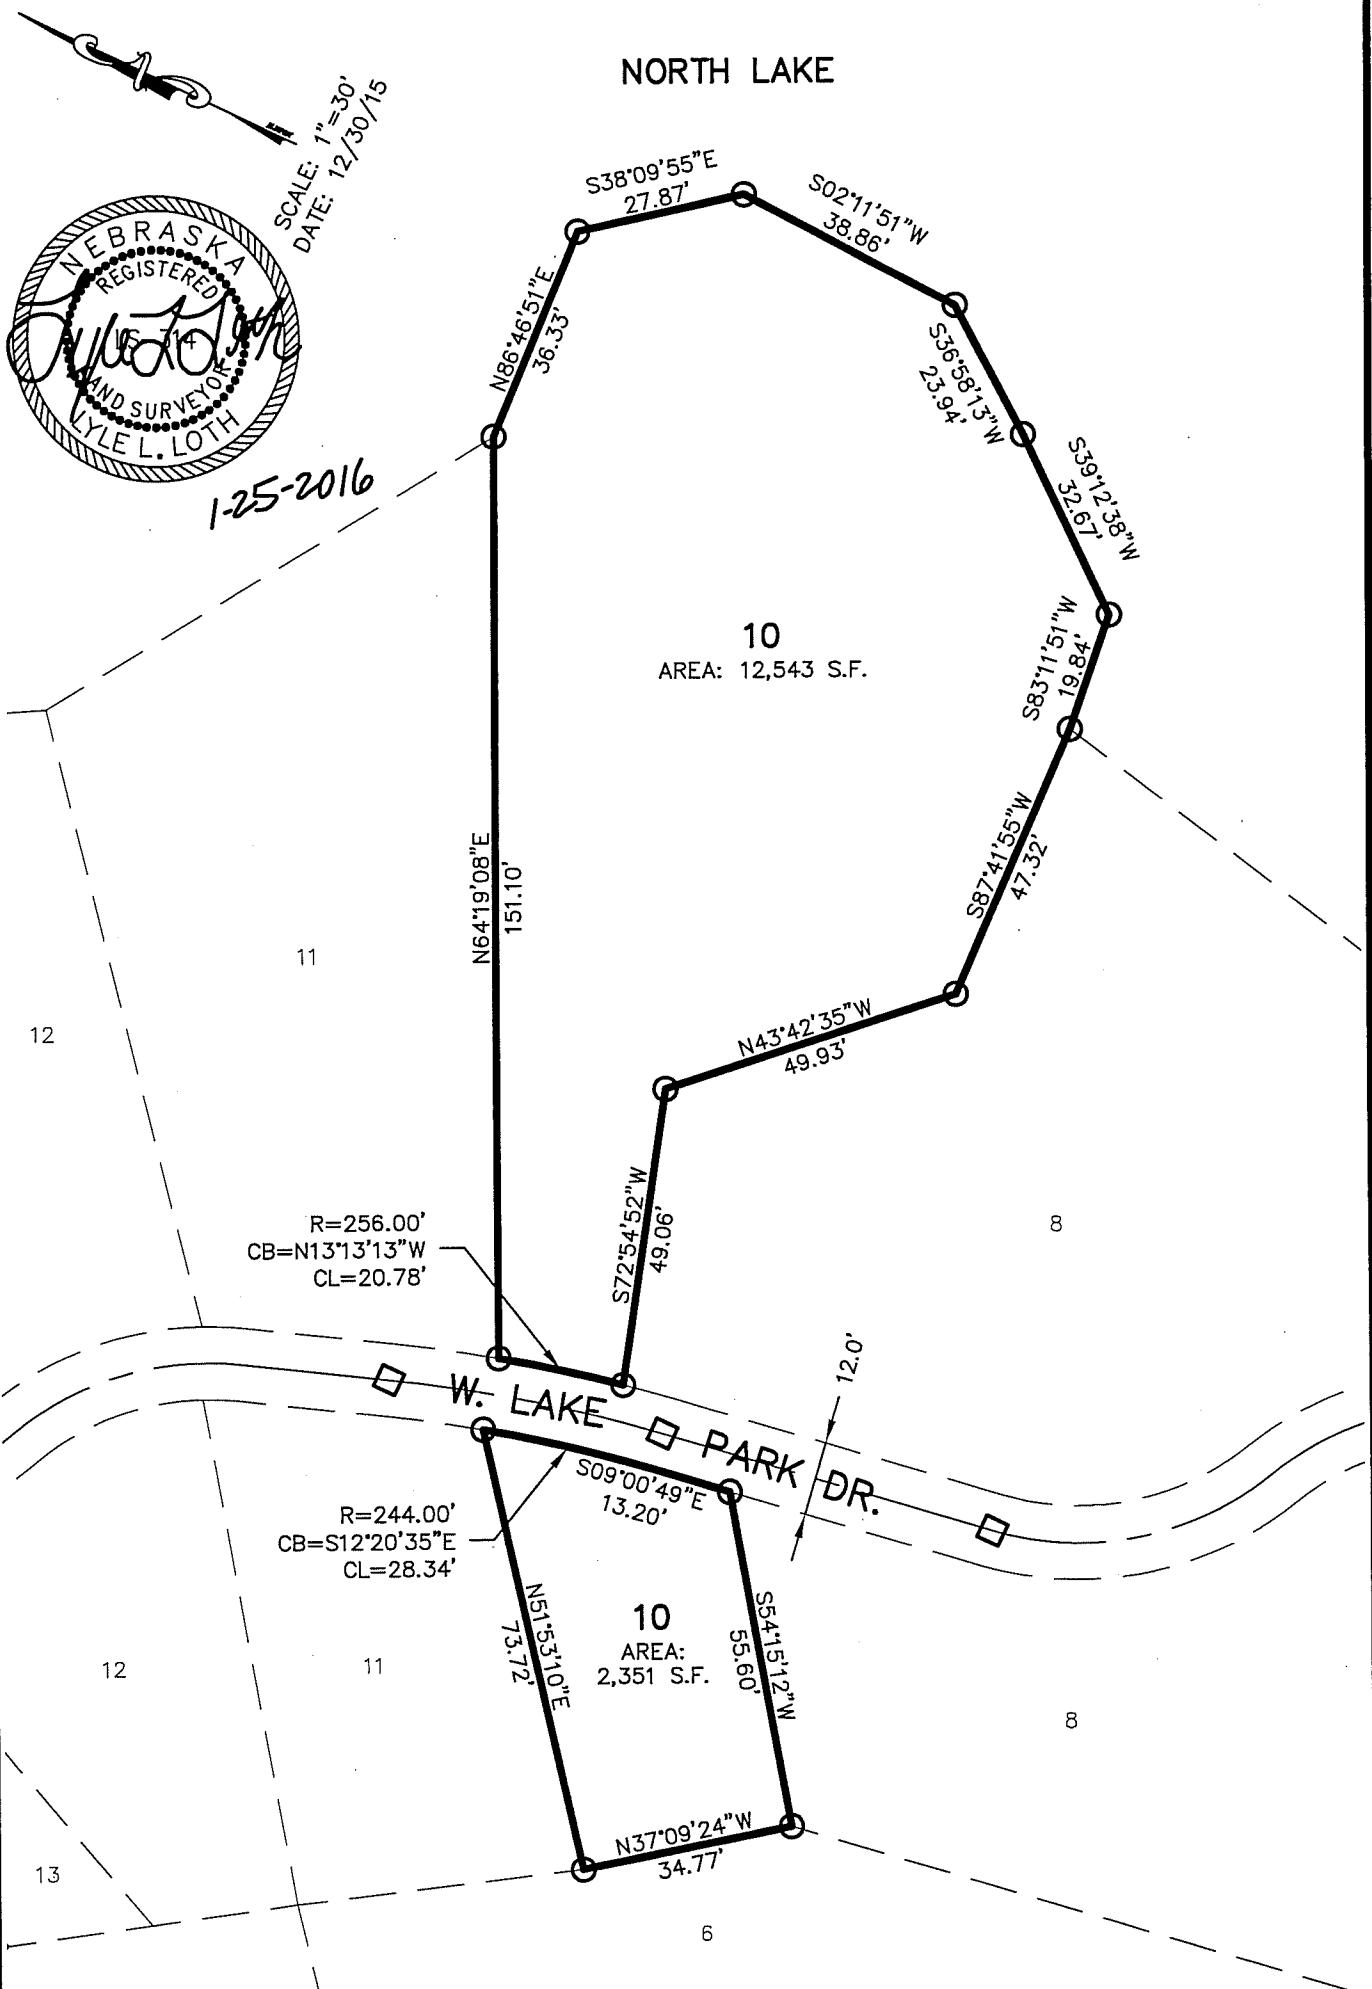 NORTH LAKE
SCALE: 1"=30'
DATE: 12/30/15
NEBRASKA
REGISTERED
LS 314
LAND SURVEYOR
LYLE L. LOTH
1-25-2016
S38°09'55"E
27.87'
S02°11'51"W
38.86'
N86°46'51"E
36.33'
S36°58'13"W
23.94'
S39°12'38"W
32.67'
10
AREA: 12,543 S.F.
S83°11'51"W
19.84'
N64°19'08"E
151.10'
S87°41'55"W
47.32'
11
12
N43°42'35"W
49.93'
S72°54'52"W
49.06'
R=256.00'
CB=N13°13'13"W
CL=20.78'
8
12.0'
W. LAKE PARK DR.
S09°00'49"E
13.20'
R=244.00'
CB=S12°20'35"E
CL=28.34'
N51°53'10"E
73.72'
10
AREA:
2,351 S.F.
S54°15'12"W
55.60'
12
11
8
N37°09'24"W
34.77'
13
6